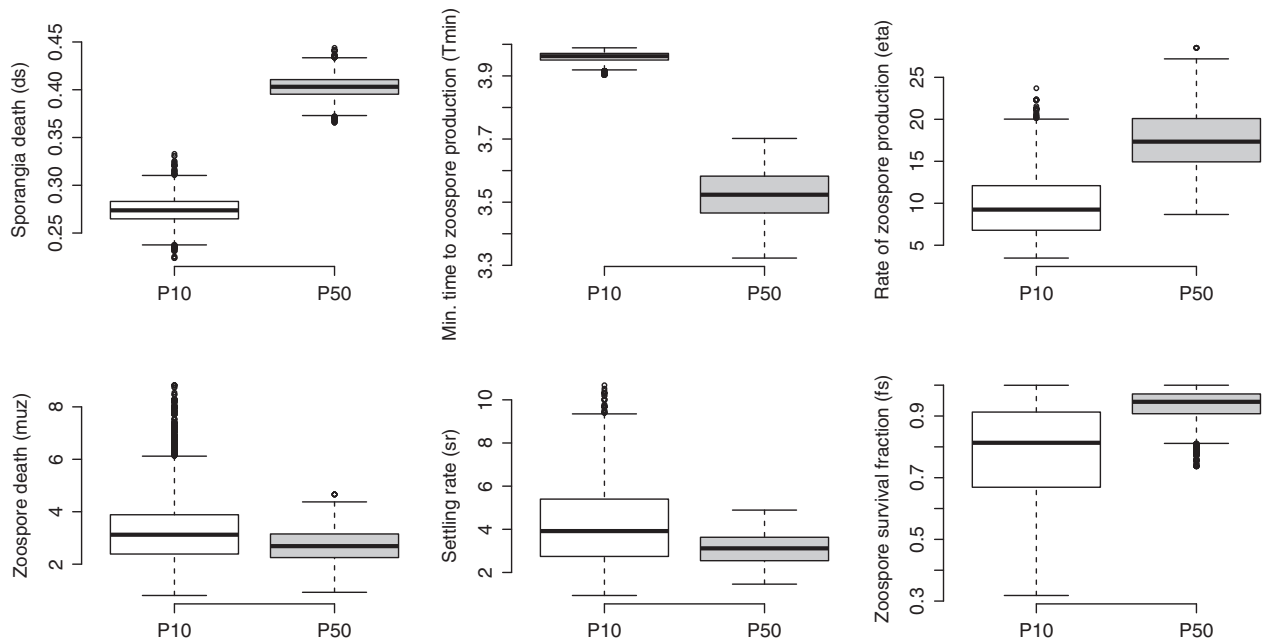 Sporangia death (ds)
0.45
0.40
0.35
0.30
0.25
P10 P50
Min. time to zoospore production (Tmin)
3.9
3.7
3.5
3.3
P10 P50
Rate of zoospore production (eta)
25
20
15
10
5
P10 P50
Zoospore death (muz)
8
6
4
2
P10 P50
Settling rate (sr)
10
8
6
4
2
P10 P50
Zoospore survival fraction (fs)
0.9
0.7
0.5
0.3
P10 P50